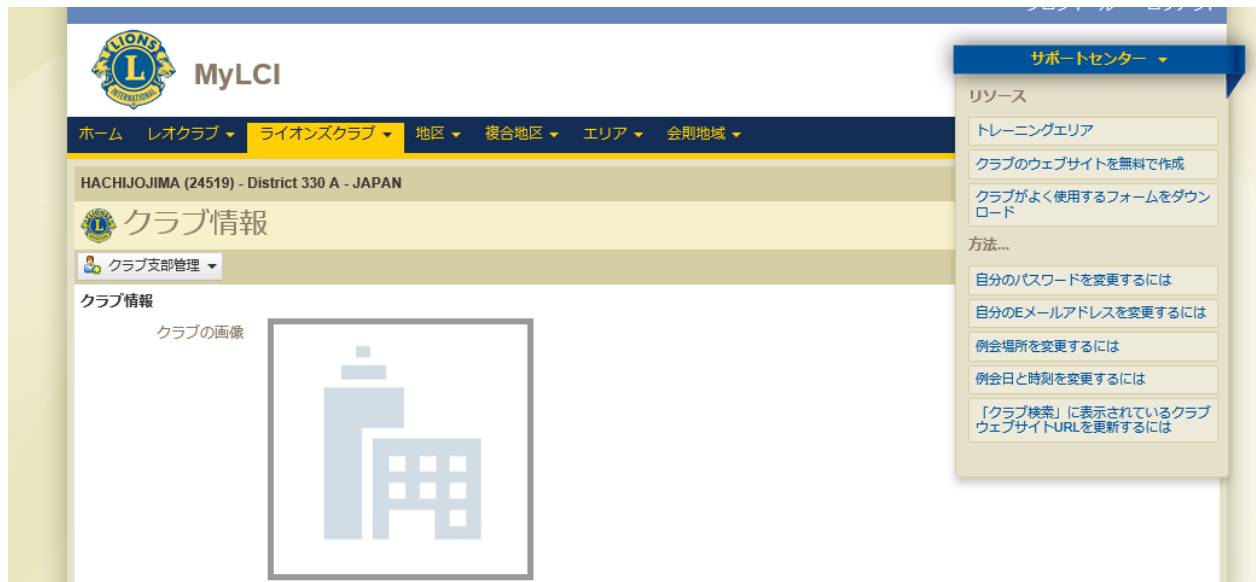 LIONS
L
INTERNATIONAL
MyLCI
サポートセンター
リソース
トレーニングエリア
クラブのウェブサイトを無料で作成
クラブがよく使用するフォームをダウン
ロード
方法...
自分のパスワードを変更するには
自分のEメールアドレスを変更するには
例会場所を変更するには
例会日と時刻を変更するには
「クラブ検索」に表示されているクラブ
ウェブサイトURLを更新するには
ホーム レオクラブ ライオンズクラブ 地区 複合地区 エリア 会則地域
HACHIJOJIMA (24519) - District 330 A - JAPAN
クラブ情報
クラブ支部管理
クラブ情報
クラブの画像